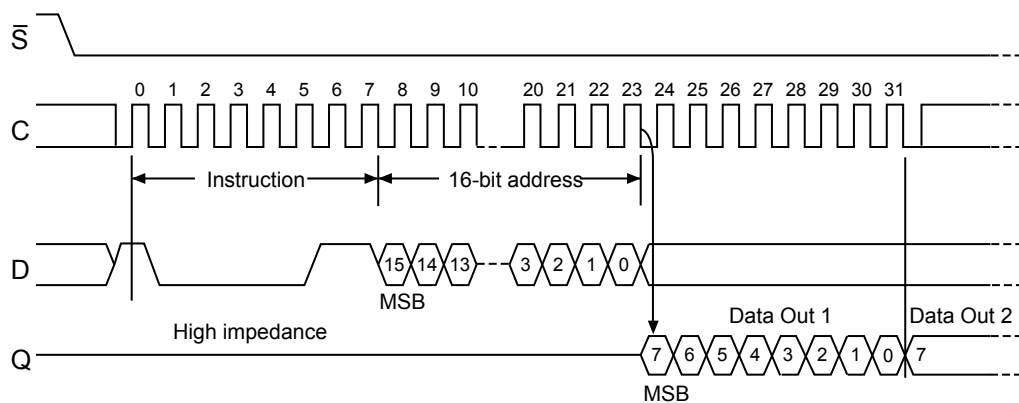 S̅
0 1 2 3 4 5 6 7 8 9 10 20 21 22 23 24 25 26 27 28 29 30 31
C
Instruction 16-bit address
D
15 14 13 3 2 1 0
MSB
High impedance
Data Out 1 Data Out 2
Q
7 6 5 4 3 2 1 0 7
MSB